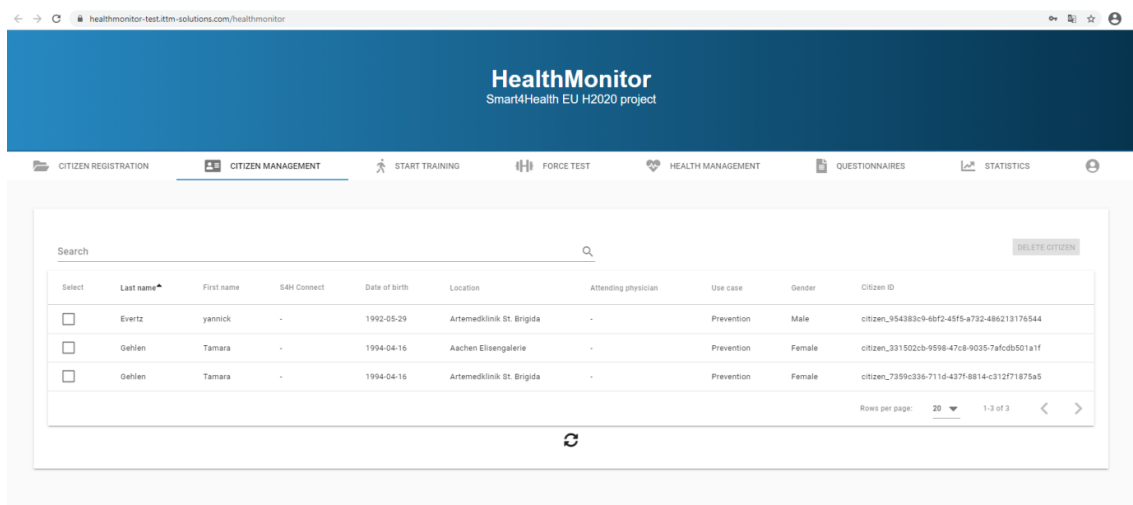 healthmonitor-test.ittm-solutions.com/healthmonitor
HealthMonitor
Smart4Health EU H2020 project
CITIZEN REGISTRATION CITIZEN MANAGEMENT START TRAINING FORCE TEST HEALTH MANAGEMENT QUESTIONNAIRES STATISTICS
Search DELETE CITIZEN
Select Last name First name S4H Connect Date of birth Location Attending physician Use case Gender Citizen ID
Evertz yannick - 1992-05-29 Artemedklinik St. Brigida - Prevention Male citizen_954383c9-6bf2-45f5-a732-486213176544
Gehlen Tamara - 1994-04-16 Aachen Elisengalerie - Prevention Female citizen_331502cb-9598-47c8-9035-7afcdb501a1f
Gehlen Tamara - 1994-04-16 Artemedklinik St. Brigida - Prevention Female citizen_7359c336-711d-437f-8814-c312f71875a5
Rows per page: 20 1-3 of 3